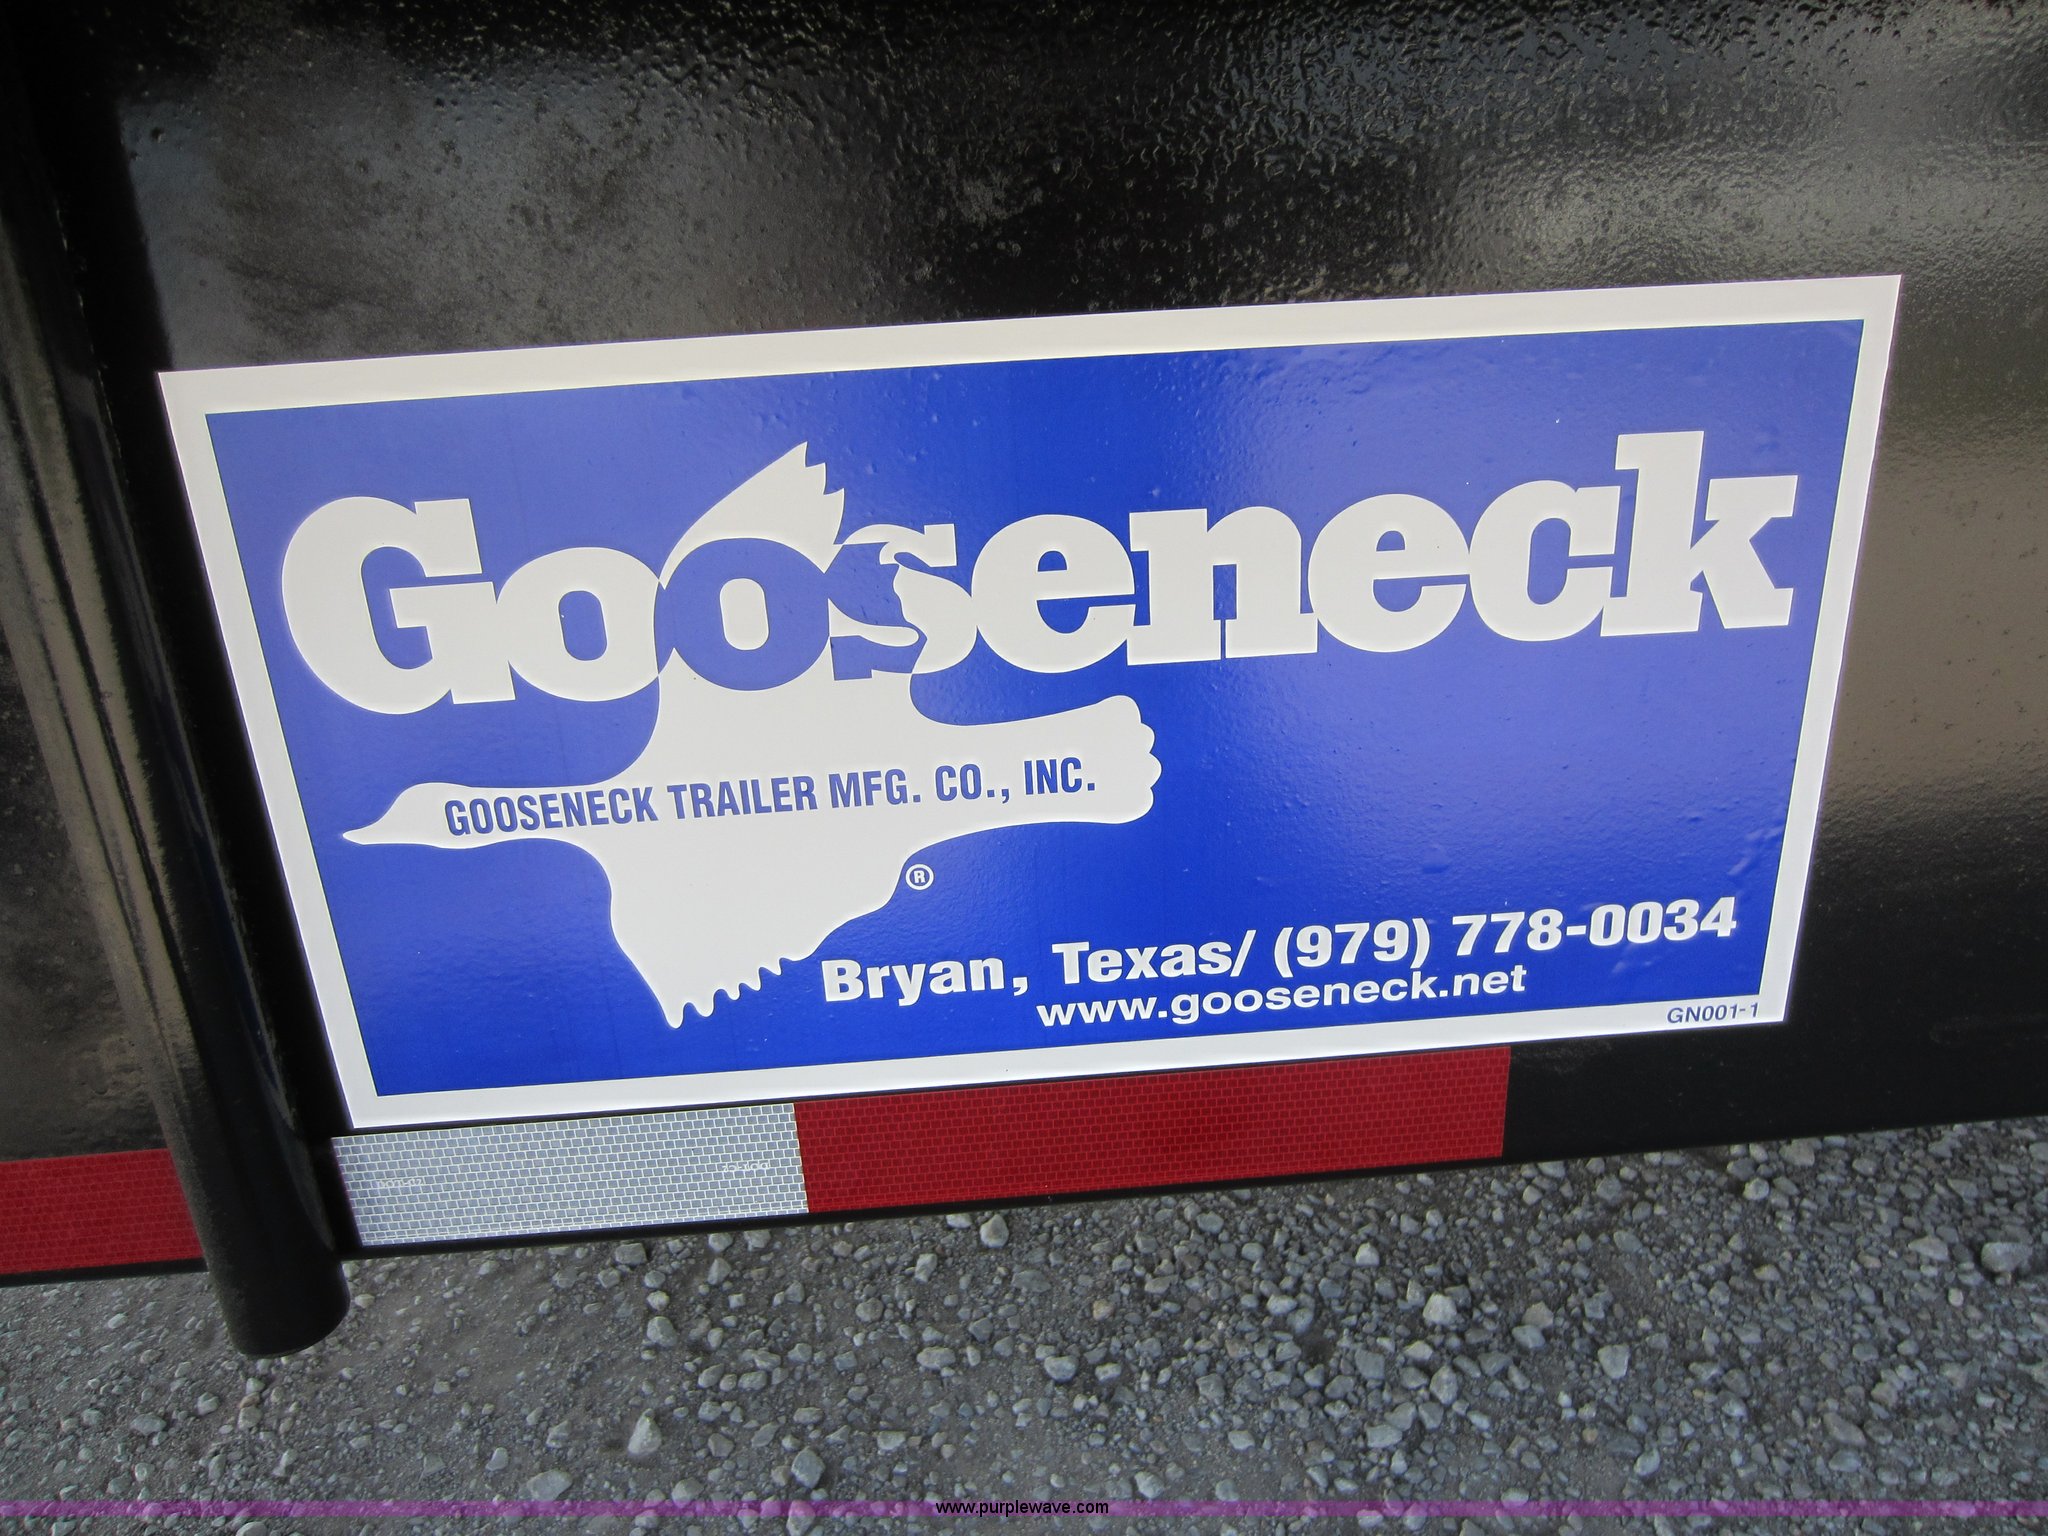 Gooseneck
GOOSENECK TRAILER MFG. CO., INC.
®
Bryan, Texas/ (979) 778-0034
www.gooseneck.net
GN001-1
www.purplewave.com